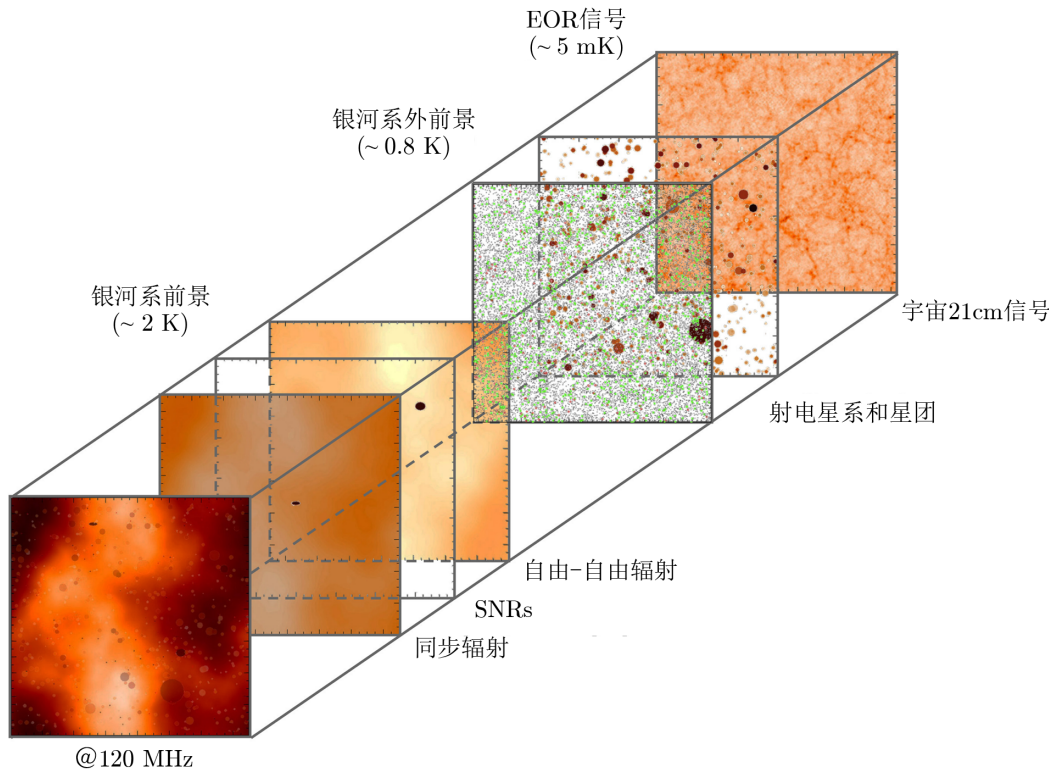 EOR信号
(~ 5 mK)
银河系外前景
(~ 0.8 K)
银河系前景
(~ 2 K)
宇宙21cm信号
射电星系和星团
自由-自由辐射
SNRs
同步辐射
@120 MHz